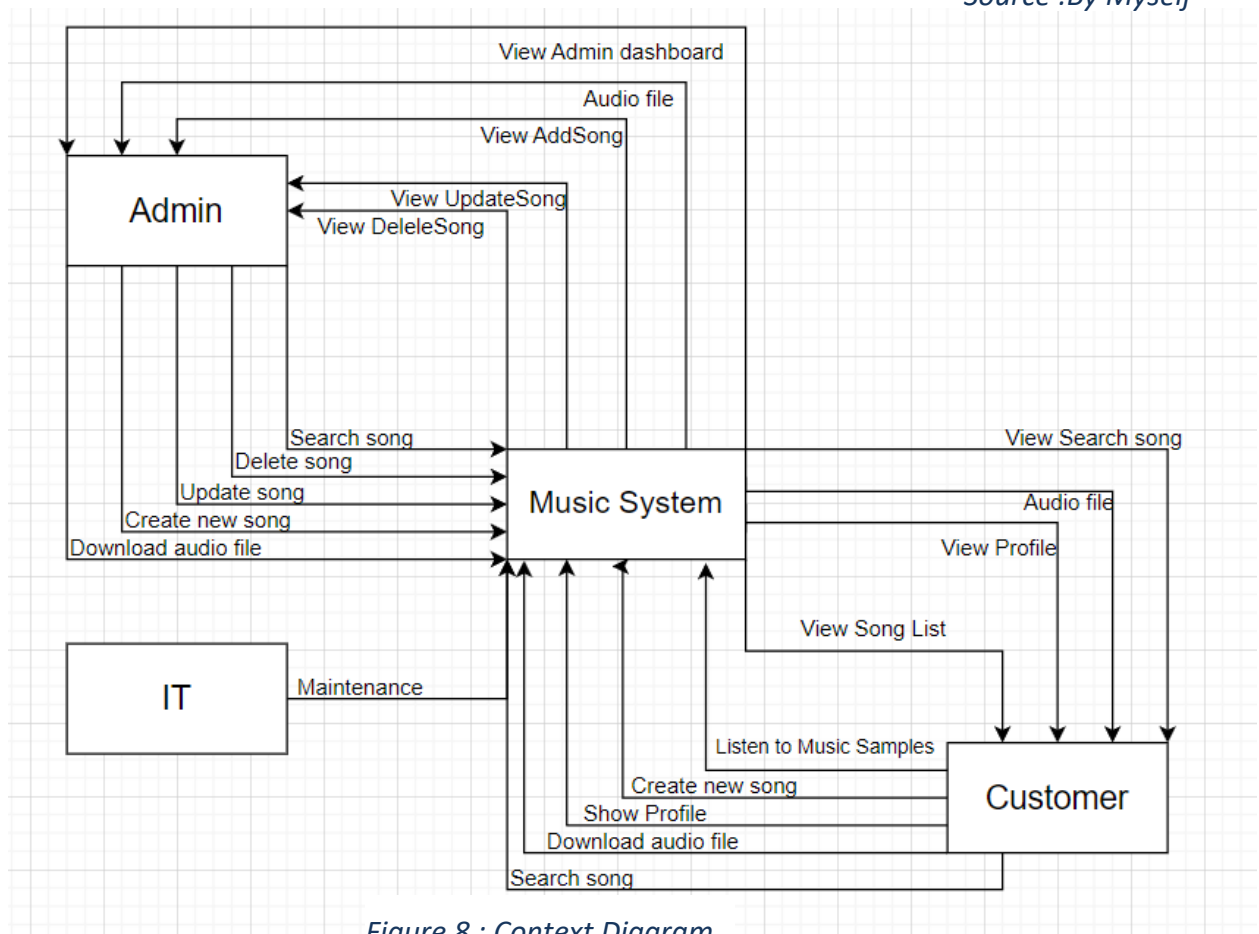 Source :By Myself
View Admin dashboard
Audio file
View AddSong
View UpdateSong
View DeleleSong
Admin
Search song
Delete song
Update song
Create new song
Download audio file
Music System
View Search song
Audio file
View Profile
View Song List
IT
Maintenance
Listen to Music Samples
Create new song
Show Profile
Download audio file
Search song
Customer
Figure 8 : Context Diagram